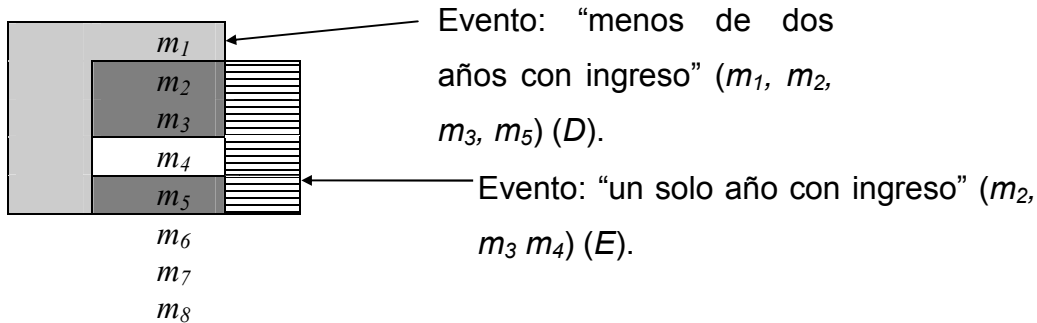 m1
m2
m3
m4
m5
m6
m7
m8
Evento: “menos de dos
años con ingreso” (m1, m2,
m3, m5) (D).
Evento: “un solo año con ingreso” (m2,
m3 m4) (E).